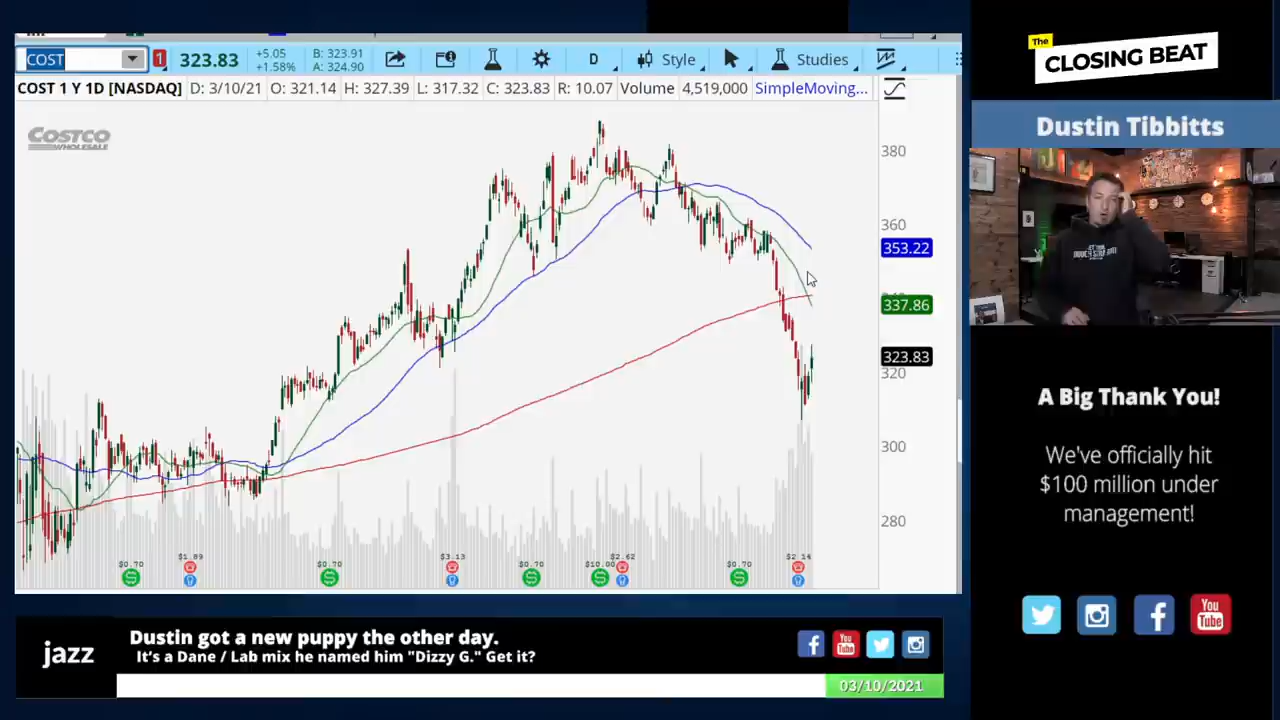 COST
1
323.83
+5.05
+1.58%
B: 323.91
A: 324.90
D
Style
Studies
COST 1 Y 1D [NASDAQ]
D: 3/10/21
O: 321.14
H: 327.39
L: 317.32
C: 323.83
R: 10.07
Volume
4,519,000
SimpleMoving...
COSTCO
WHOLESALE
380
360
353.22
337.86
323.83
320
300
280
$0.70
$1.89
$0.70
$3.13
$0.70
$10.00
$2.62
$0.70
$2.14
The
CLOSING BEAT
Dustin Tibbitts
A Big Thank You!
We've officially hit
$100 million under
management!
You
Tube
jazz
Dustin got a new puppy the other day.
It's a Dane / Lab mix he named him "Dizzy G." Get it?
You
Tube
03/10/2021